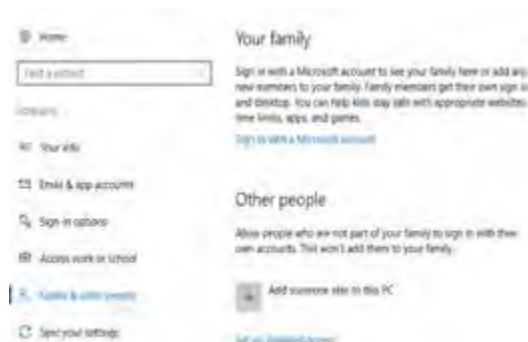 Home
Find a setting
Accounts
Your info
Email & app accounts
Sign-in options
Access work or school
Family & other people
Sync your settings
Your family
Sign in with a Microsoft account to see your family here or add any
new members to your family. Family members get their own sign-in
and desktop. You can help kids stay safe with appropriate websites,
time limits, apps, and games.
Sign in with a Microsoft account
Other people
Allow people who are not part of your family to sign in with their
own accounts. This won't add them to your family.
Add someone else to this PC
Set up assigned access